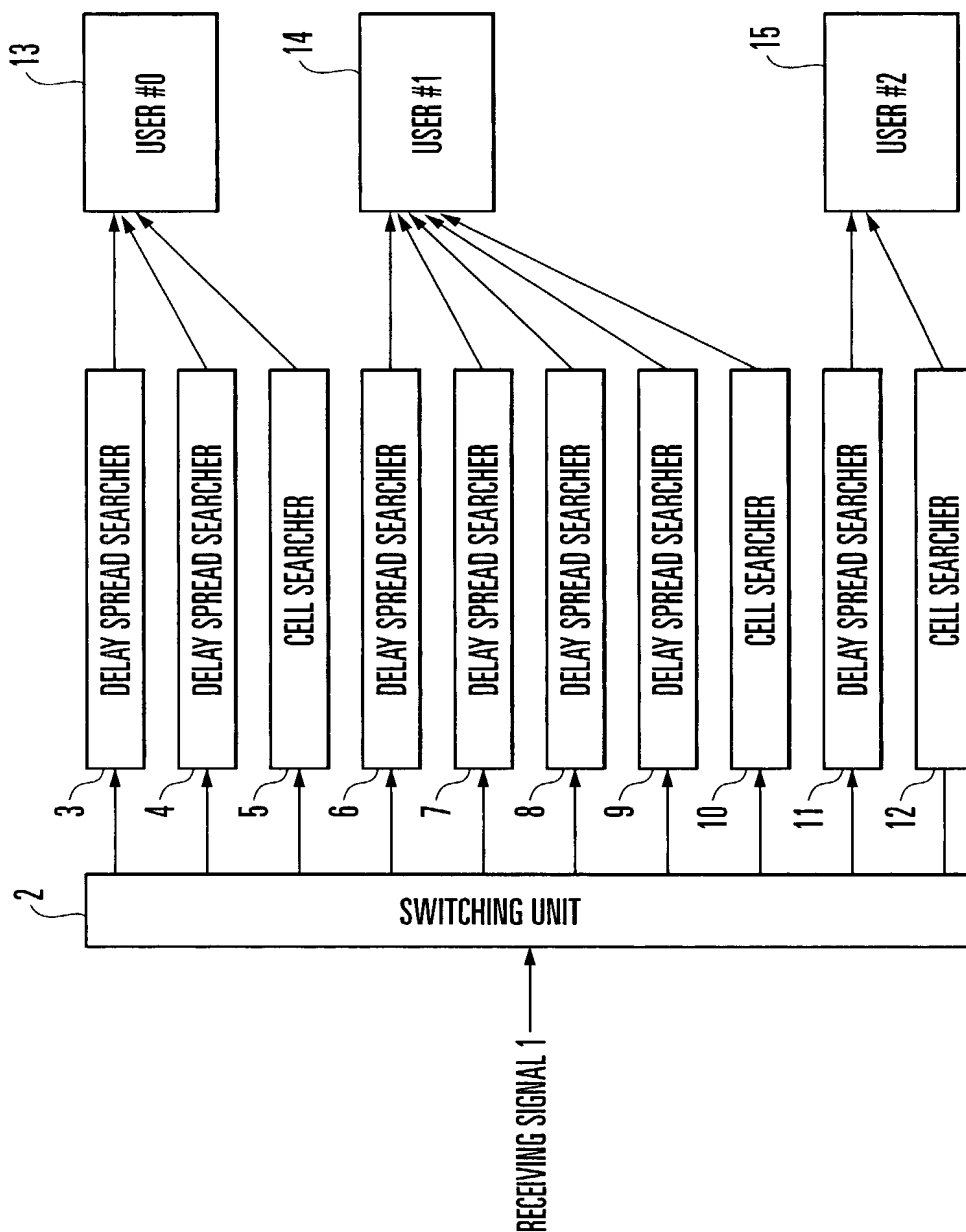 RECEIVING SIGNAL 1
2
SWITCHING UNIT
3
DELAY SPREAD SEARCHER
4
DELAY SPREAD SEARCHER
5
CELL SEARCHER
6
DELAY SPREAD SEARCHER
7
DELAY SPREAD SEARCHER
8
DELAY SPREAD SEARCHER
9
DELAY SPREAD SEARCHER
10
CELL SEARCHER
11
DELAY SPREAD SEARCHER
12
CELL SEARCHER
13
USER #0
14
USER #1
15
USER #2